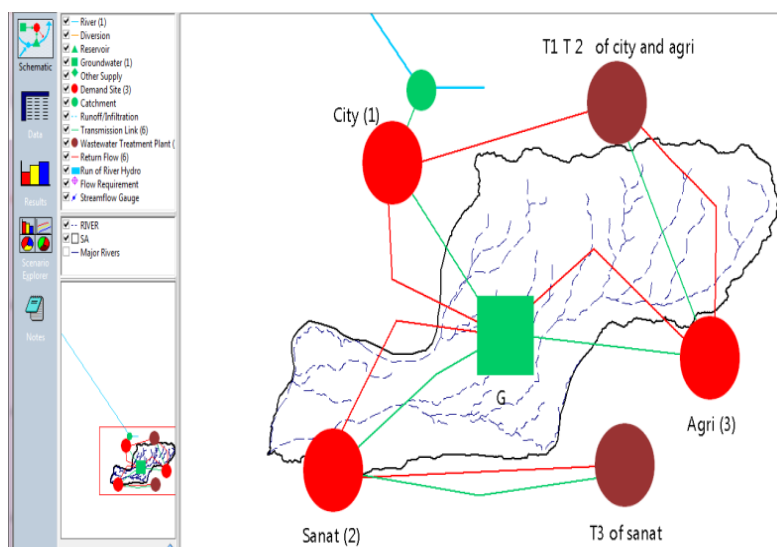 Schematic
Data
Results
Scenario
Explorer
Notes
River (1)
Diversion
Reservoir
Groundwater (1)
Other Supply
Demand Site (3)
Catchment
Runoff/Infiltration
Transmission Link (6)
Wastewater Treatment Plant (
Return Flow (6)
Run of River Hydro
Flow Requirement
Streamflow Gauge
RIVER
SA
Major Rivers
T1 T 2 of city and agri
City (1)
G
Agri (3)
Sanat (2)
T3 of sanat